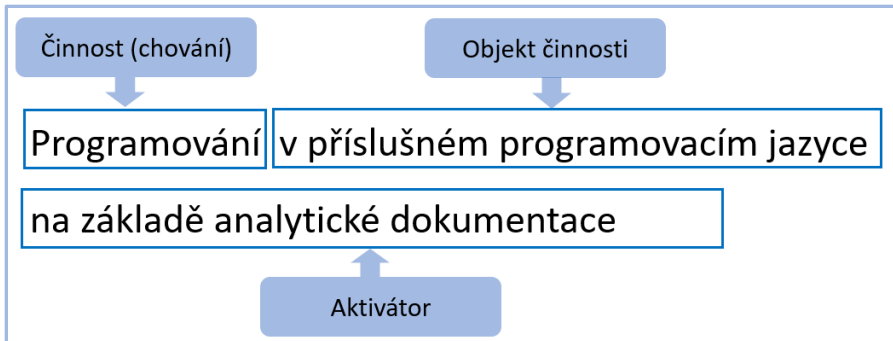 Činnost (chování)
Objekt činnosti
Programování v příslušném programovacím jazyce
na základě analytické dokumentace
Aktivátor